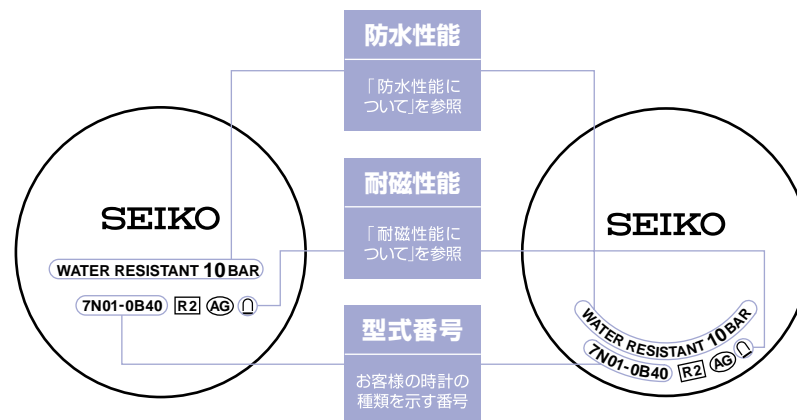 防水性能
「防水性能に
ついて」を参照
耐磁性能
「耐磁性能に
ついて」を参照
型式番号
お客様の時計の
種類を示す番号
SEIKO
WATER RESISTANT 10 BAR
7N01-0B40 R2 AG
SEIKO
WATER RESISTANT 10 BAR
7N01-0B40 R2 AG